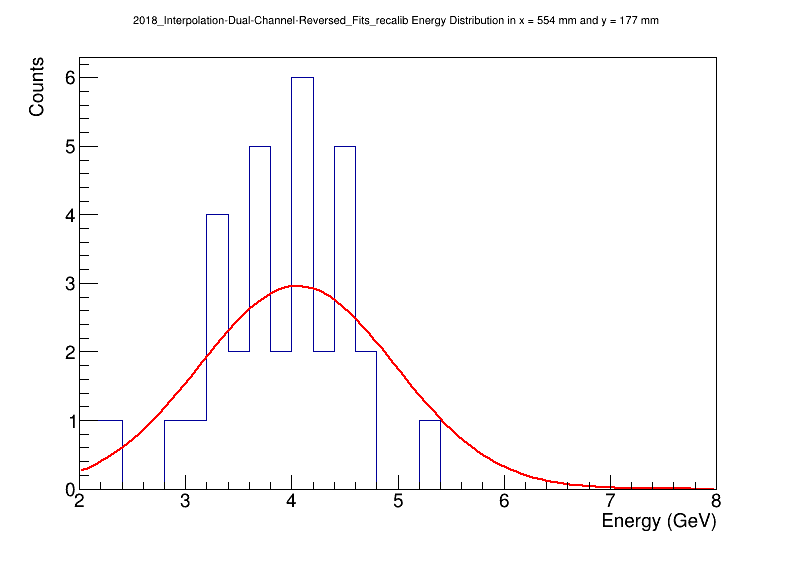 2018_Interpolation-Dual-Channel-Reversed_Fits_recalib Energy Distribution in x = 554 mm and y = 177 mm
Counts
6
5
4
3
2
1
0
2 3 4 5 6 7 8
Energy (GeV)